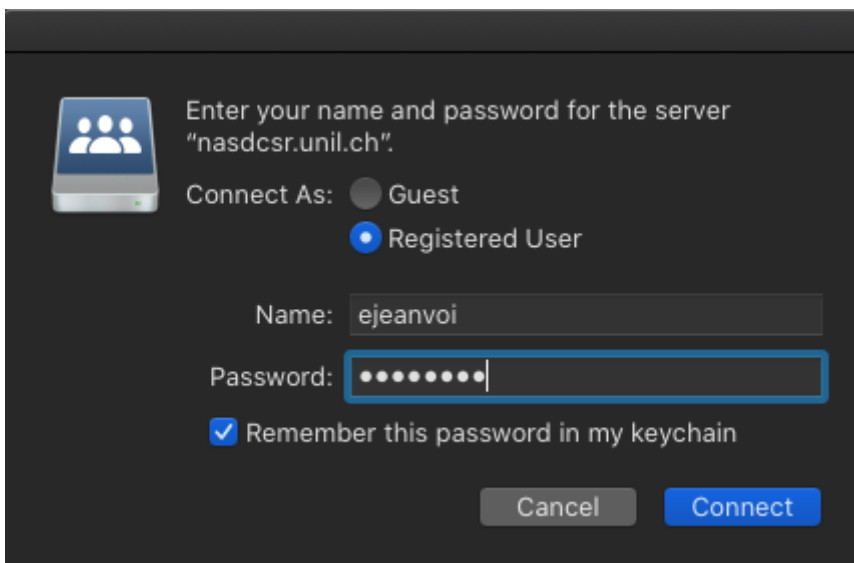 Enter your name and password for the server
“nasdcsr.unil.ch”.
Connect As: Guest
Registered User
Name: ejeanvoi
Password: ••••••••
Remember this password in my keychain
Cancel Connect